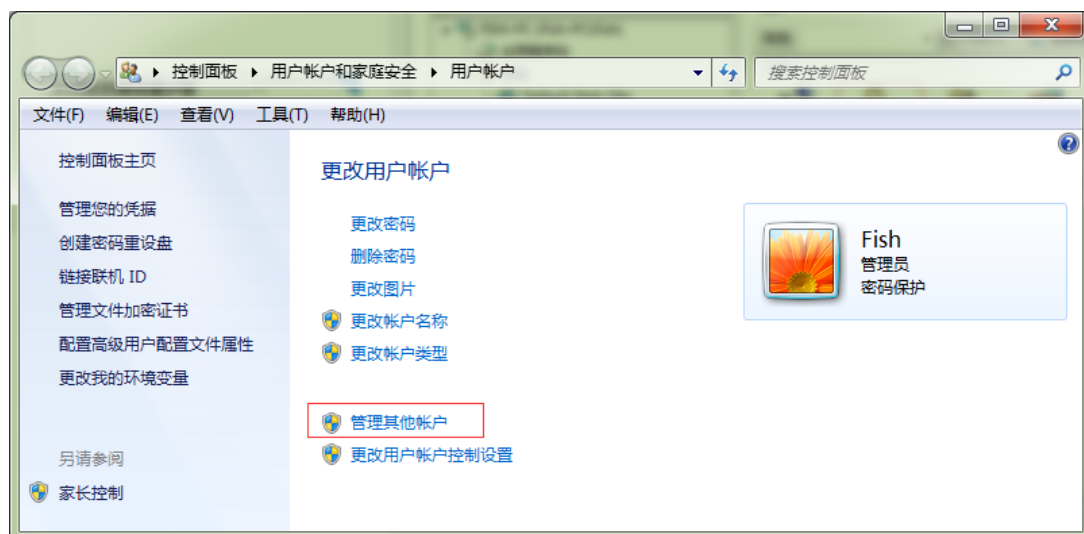 控制面板 用户帐户和家庭安全 用户帐户
搜索控制面板
文件(F) 编辑(E) 查看(V) 工具(T) 帮助(H)
控制面板主页
管理您的凭据
创建密码重设盘
链接联机 ID
管理文件加密证书
配置高级用户配置文件属性
更改我的环境变量
另请参阅
家长控制
更改用户帐户
更改密码
删除密码
更改图片
更改帐户名称
更改帐户类型
管理其他帐户
更改用户帐户控制设置
Fish
管理员
密码保护